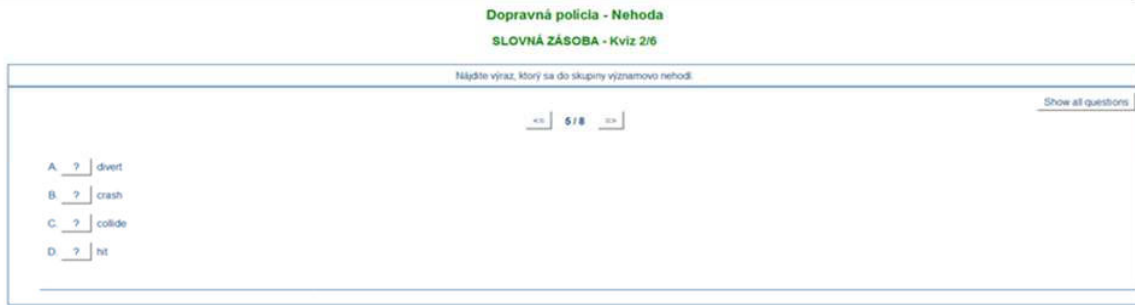 Dopravná polícia - Nehoda
SLOVNÁ ZÁSOBA - Kvíz 2/6
Nájdite výraz, ktorý sa do skupiny významovo nehodí.
Show all questions
<= 5 / 8 =>
A. ? divert
B. ? crash
C. ? collide
D. ? hit